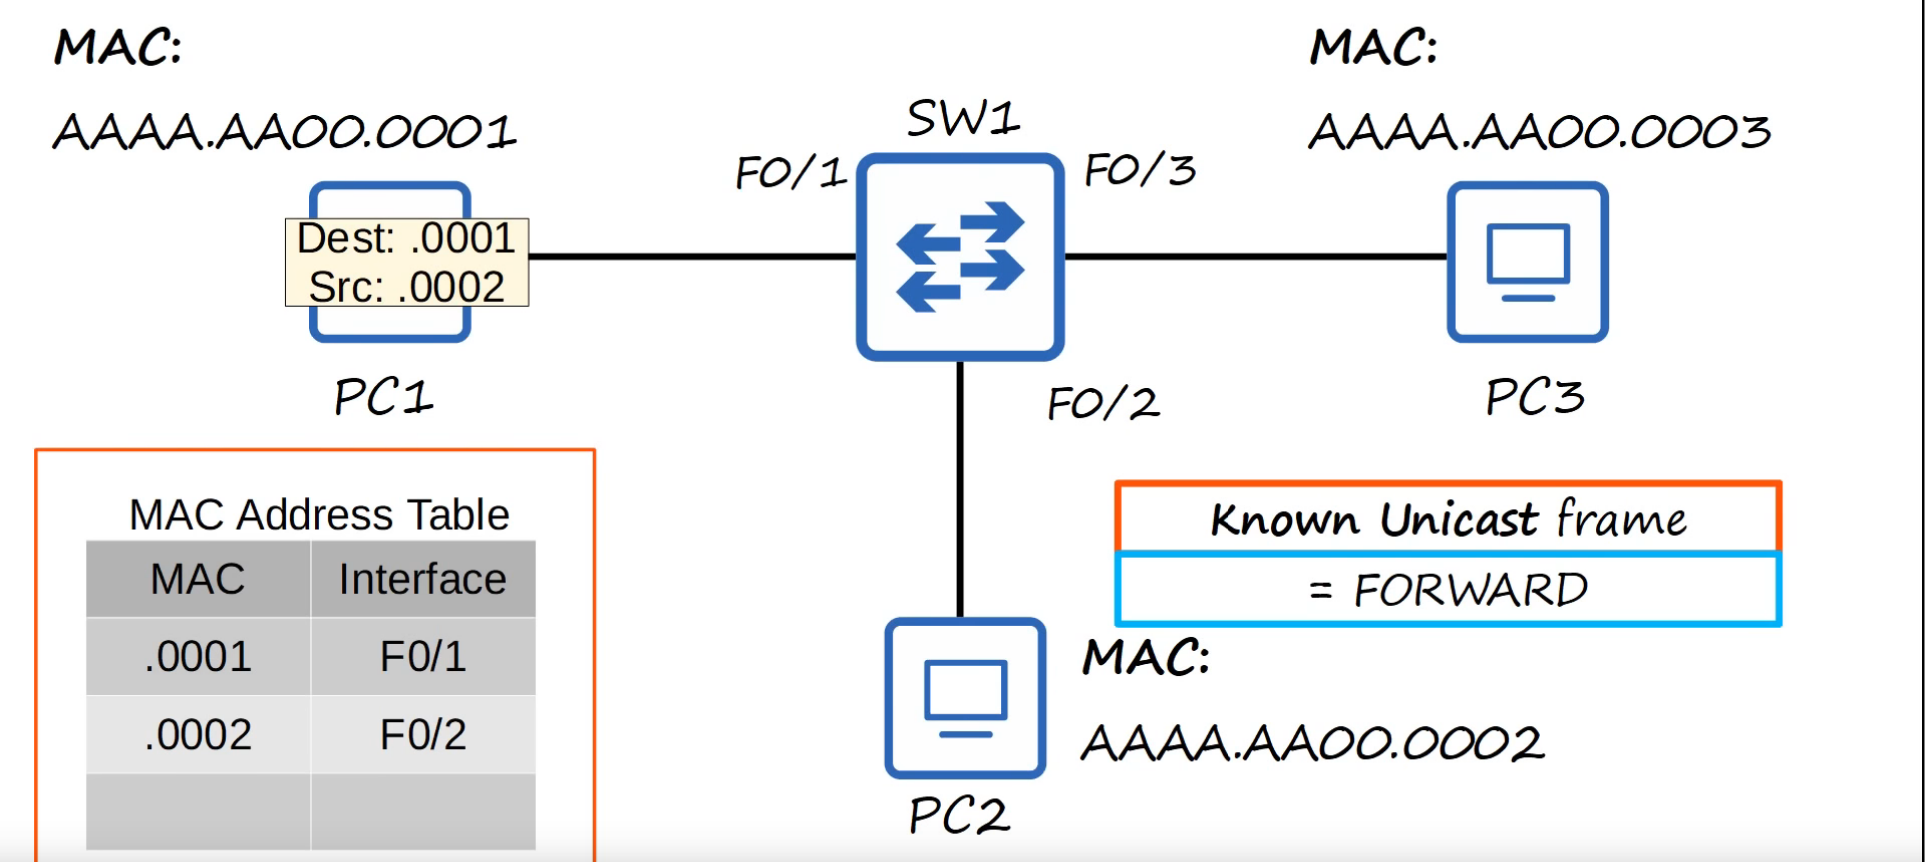 MAC:
AAAA.AA00.0001
SW1
MAC:
AAAA.AA00.0003
F0/1
F0/3
Dest: .0001
Src: .0002
PC1
F0/2
PC3
MAC Address Table
MAC Interface
.0001 F0/1
.0002 F0/2
Known Unicast frame
= FORWARD
MAC:
AAAA.AA00.0002
PC2